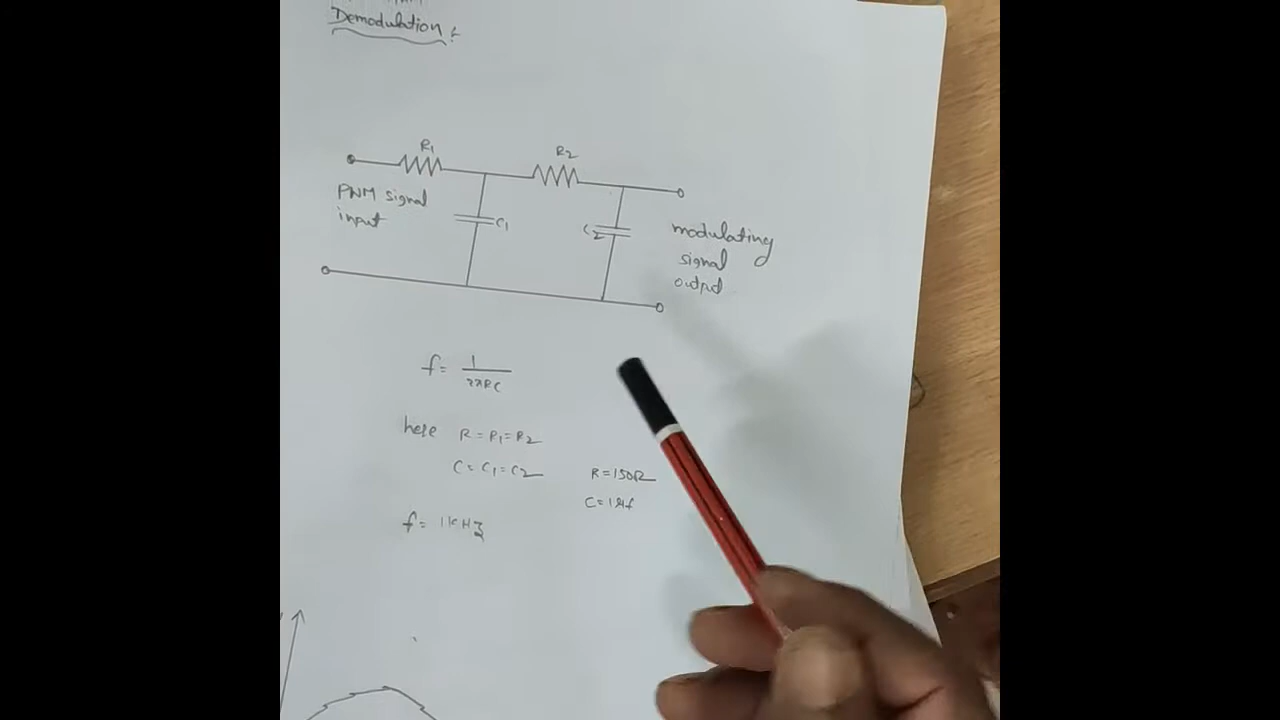 Demodulation :-
R1
R2
PWM signal
input
C1
C2
modulating
signal
output
f = 1/2πRC
here R = R1 = R2
C = C1 = C2
R = 150Ω
C = 1μf
f = 1KHz